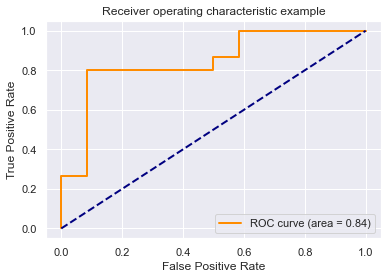 Receiver operating characteristic example
1.0
0.8
0.6
0.4
0.2
0.0
True Positive Rate
ROC curve (area = 0.84)
0.0 0.2 0.4 0.6 0.8 1.0
False Positive Rate